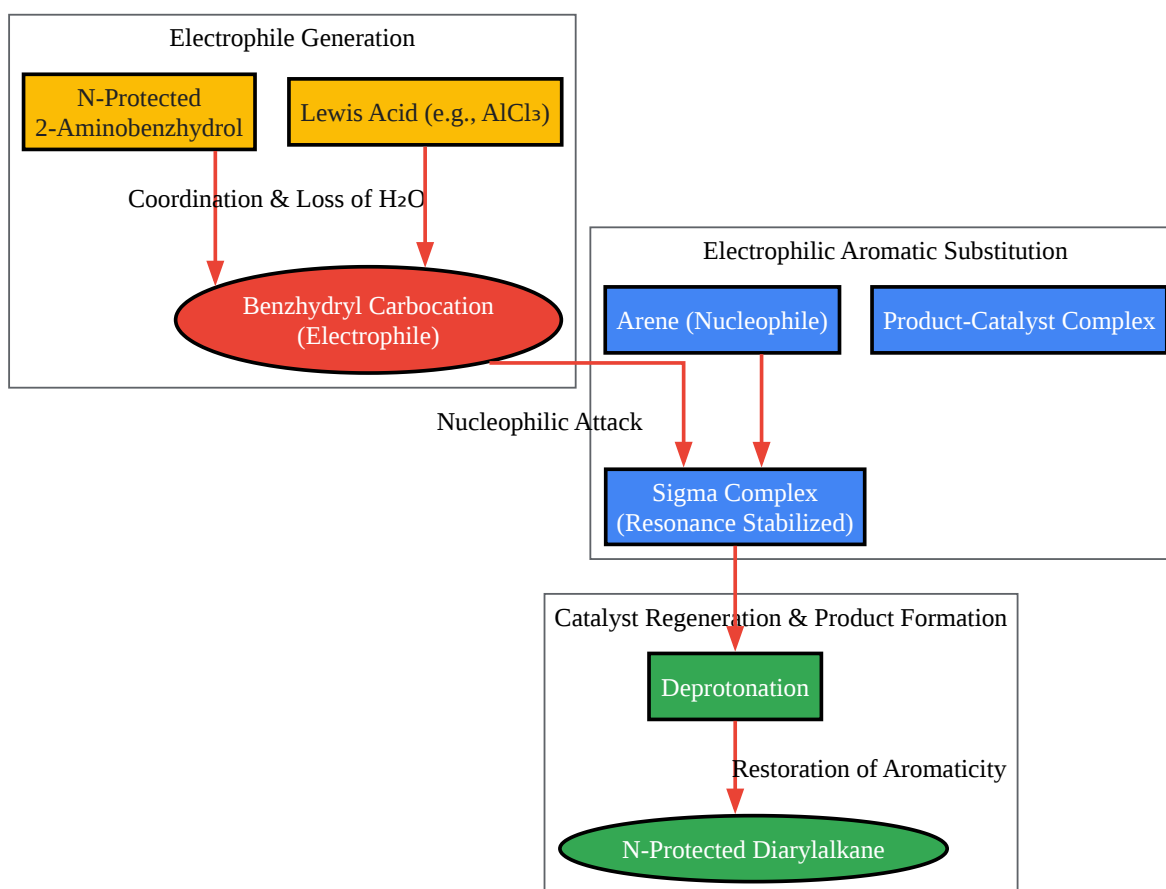 Electrophile Generation
N-Protected
2-Aminobenzhydrol
Lewis Acid (e.g., AlCl₃)
Coordination & Loss of H₂O
Benzhydryl Carbocation
(Electrophile)
Electrophilic Aromatic Substitution
Arene (Nucleophile)
Product-Catalyst Complex
Nucleophilic Attack
Sigma Complex
(Resonance Stabilized)
Catalyst Regeneration & Product Formation
Deprotonation
Restoration of Aromaticity
N-Protected Diarylalkane